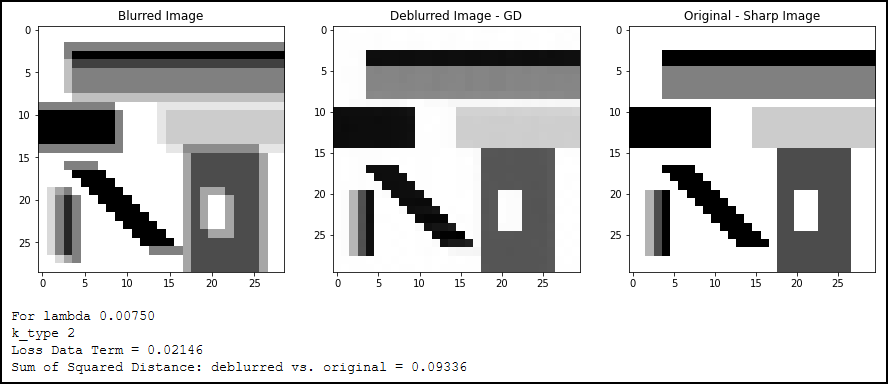 Blurred Image
Deblurred Image - GD
Original - Sharp Image
0
5
10
15
20
25
0 5 10 15 20 25
0
5
10
15
20
25
0 5 10 15 20 25
0
5
10
15
20
25
0 5 10 15 20 25
For lambda 0.00750
k_type 2
Loss Data Term = 0.02146
Sum of Squared Distance: deblurred vs. original = 0.09336